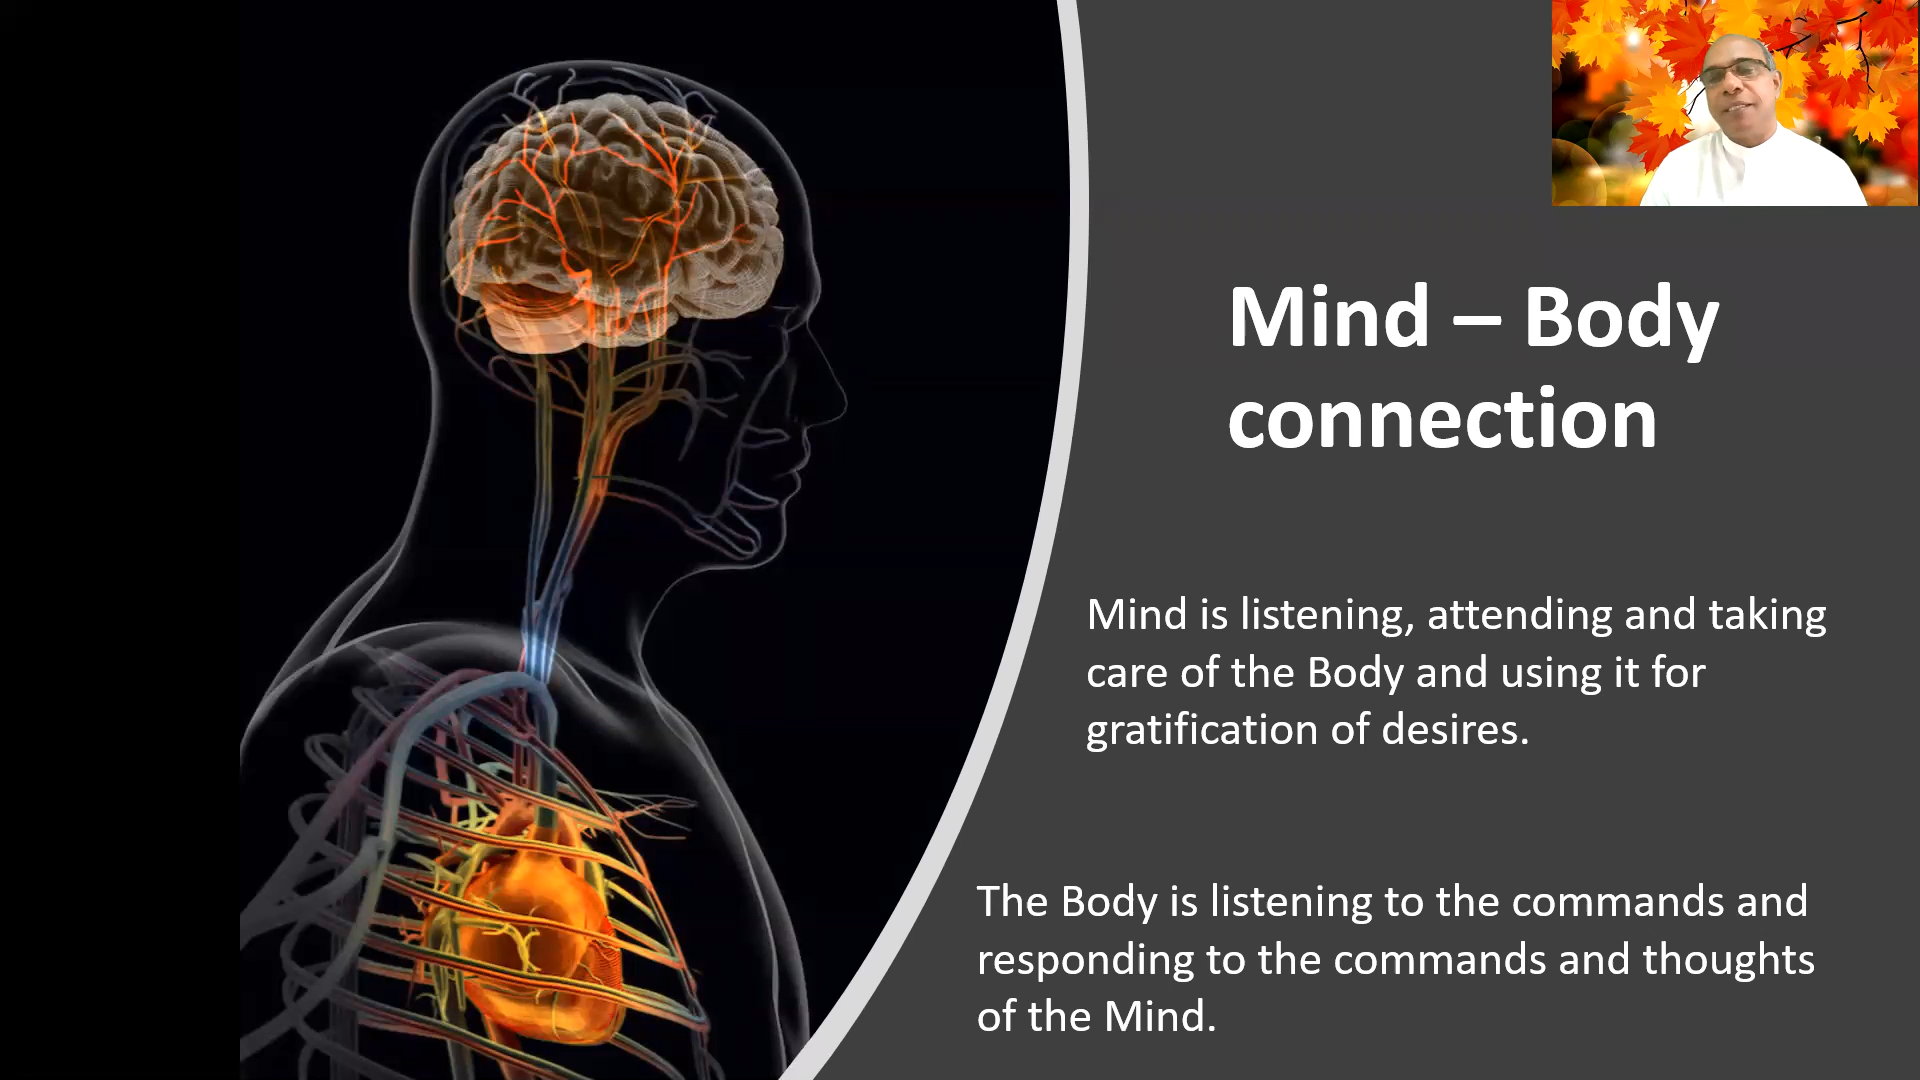 Mind – Body
connection
Mind is listening, attending and taking
care of the Body and using it for
gratification of desires.
The Body is listening to the commands and
responding to the commands and thoughts
of the Mind.